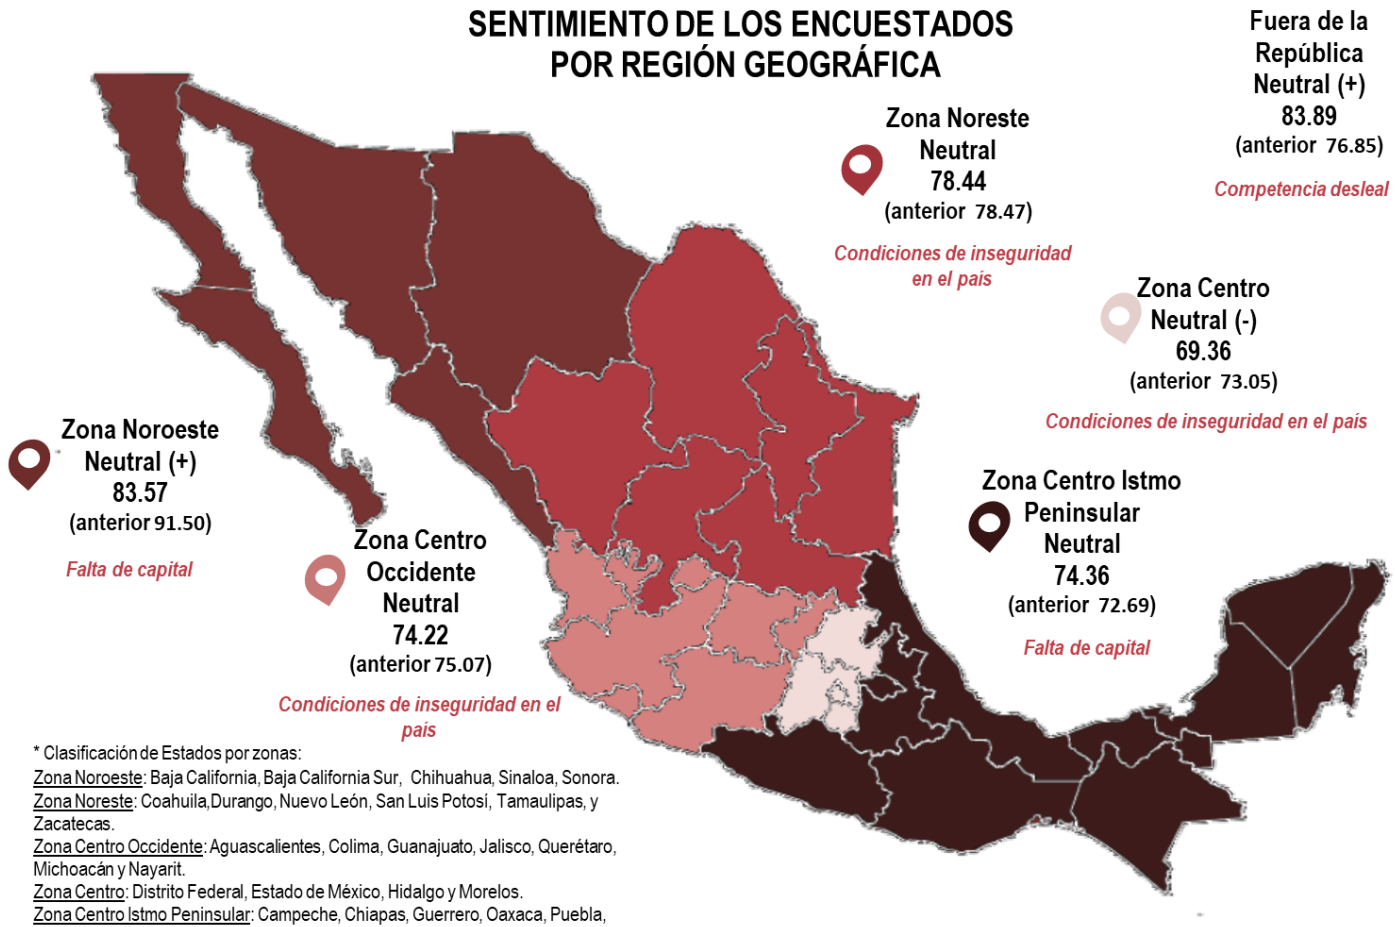 SENTIMIENTO DE LOS ENCUESTADOS
POR REGIÓN GEOGRÁFICA
Fuera de la
República
Neutral (+)
83.89
(anterior 76.85)
Competencia desleal
Zona Noreste
Neutral
78.44
(anterior 78.47)
Condiciones de inseguridad
en el país
Zona Centro
Neutral (-)
69.36
(anterior 73.05)
Condiciones de inseguridad en el país
Zona Noroeste
Neutral (+)
83.57
(anterior 91.50)
Falta de capital
Zona Centro Istmo
Peninsular
Neutral
74.36
(anterior 72.69)
Falta de capital
Zona Centro
Occidente
Neutral
74.22
(anterior 75.07)
Condiciones de inseguridad en el
país
* Clasificación de Estados por zonas:
Zona Noroeste: Baja California, Baja California Sur, Chihuahua, Sinaloa, Sonora.
Zona Noreste: Coahuila,Durango, Nuevo León, San Luis Potosí, Tamaulipas, y
Zacatecas.
Zona Centro Occidente: Aguascalientes, Colima, Guanajuato, Jalisco, Querétaro,
Michoacán y Nayarit.
Zona Centro: Distrito Federal, Estado de México, Hidalgo y Morelos.
Zona Centro Istmo Peninsular: Campeche, Chiapas, Guerrero, Oaxaca, Puebla,